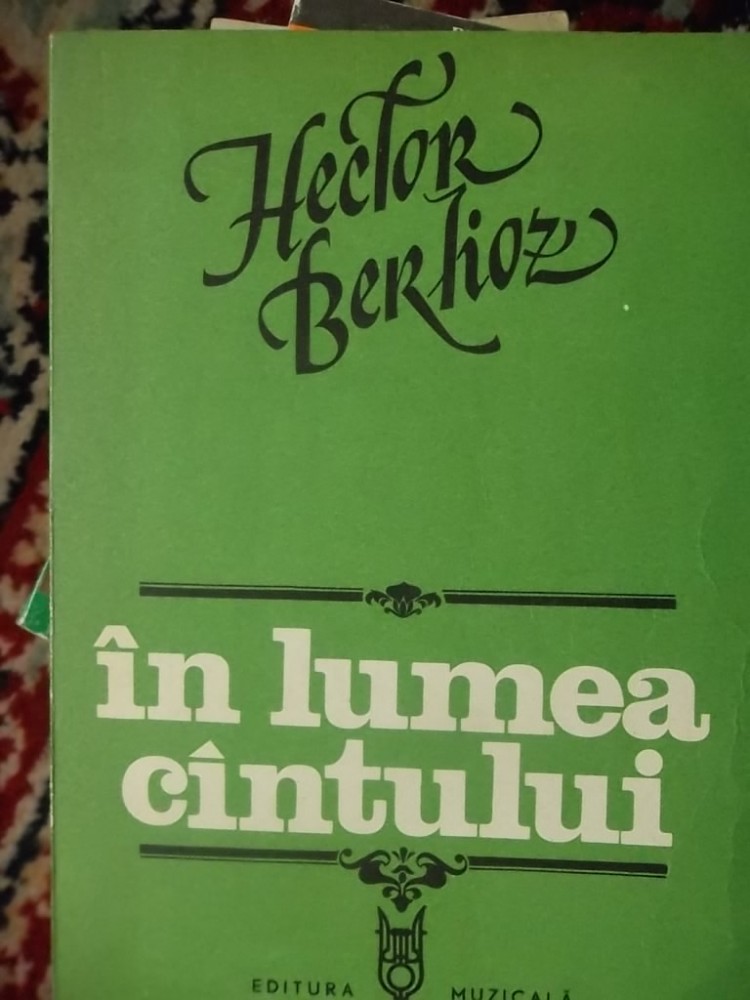 Hector
Berlioz
în lumea
cîntului
EDITURA MUZICALĂ